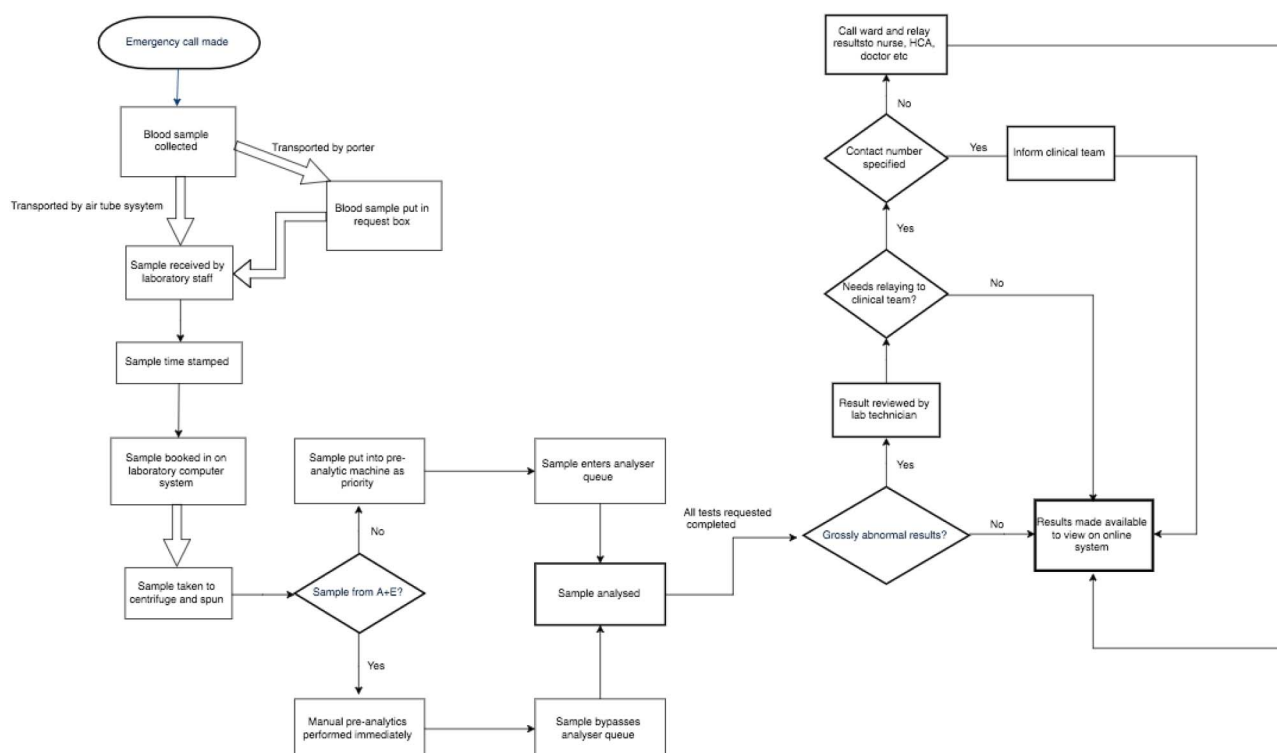 Emergency call made
Blood sample
collected
Transported by porter
Transported by air tube sysytem
Blood sample put in
request box
Sample received by
laboratory staff
Sample time stamped
Sample booked in on
laboratory computer
system
Sample taken to
centrifuge and spun
Sample from A+E?
No
Sample put into pre-
analytic machine as
priority
Sample enters analyser
queue
Yes
Manual pre-analytics
performed immediately
Sample bypasses
analyser queue
Sample analysed
All tests requested
completed
Grossly abnormal results?
No
Yes
Result reviewed by
lab technician
Needs relaying to
clinical team?
No
Yes
Contact number
specified
Yes
Inform clinical team
No
Call ward and relay
resultsto nurse, HCA,
doctor etc
Results made available
to view on online
system